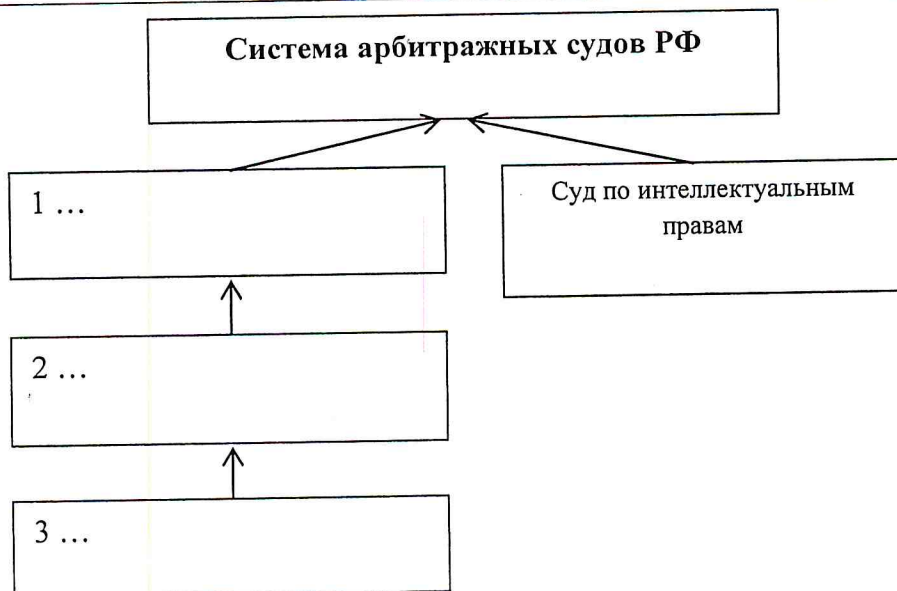 Система арбитражных судов РФ
1 ...
Суд по интеллектуальным
правам
2 ...
3 ...